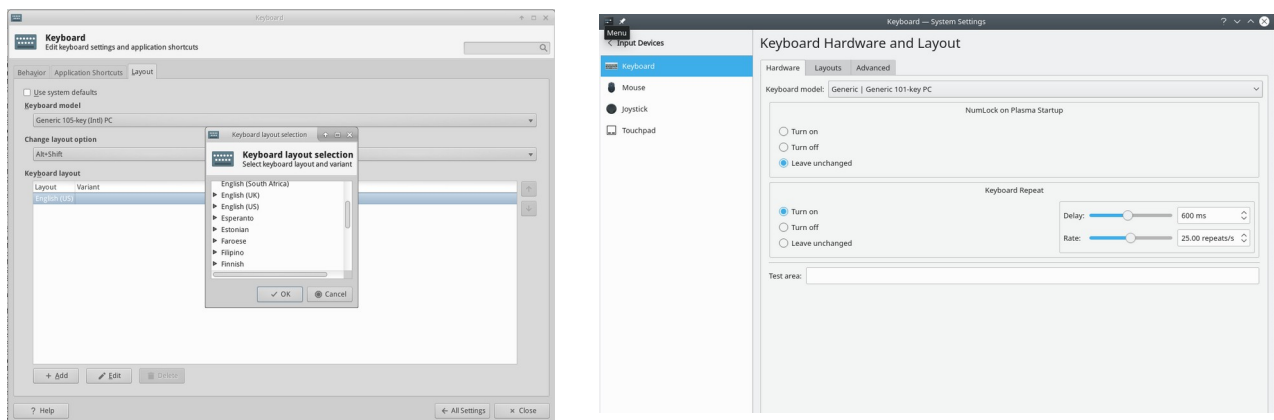 Keyboard
Keyboard
Edit keyboard settings and application shortcuts
Behavior Application Shortcuts Layout
Use system defaults
Keyboard model
Generic 105-key (Intl) PC
Change layout option
Alt+Shift
Keyboard layout
Layout Variant
English (US)
Keyboard layout selection
Keyboard layout selection
Select keyboard layout and variant
English (South Africa)
English (UK)
English (US)
Esperanto
Estonian
Faroese
Filipino
Finnish
OK Cancel
+ Add Edit Delete
? Help All Settings × Close
Keyboard — System Settings
Menu
Input Devices
Keyboard
Mouse
Joystick
Touchpad
Keyboard Hardware and Layout
Hardware Layouts Advanced
Keyboard model: Generic | Generic 101-key PC
NumLock on Plasma Startup
Turn on
Turn off
Leave unchanged
Keyboard Repeat
Turn on
Turn off
Leave unchanged
Delay: 600 ms
Rate: 25.00 repeats/s
Test area: